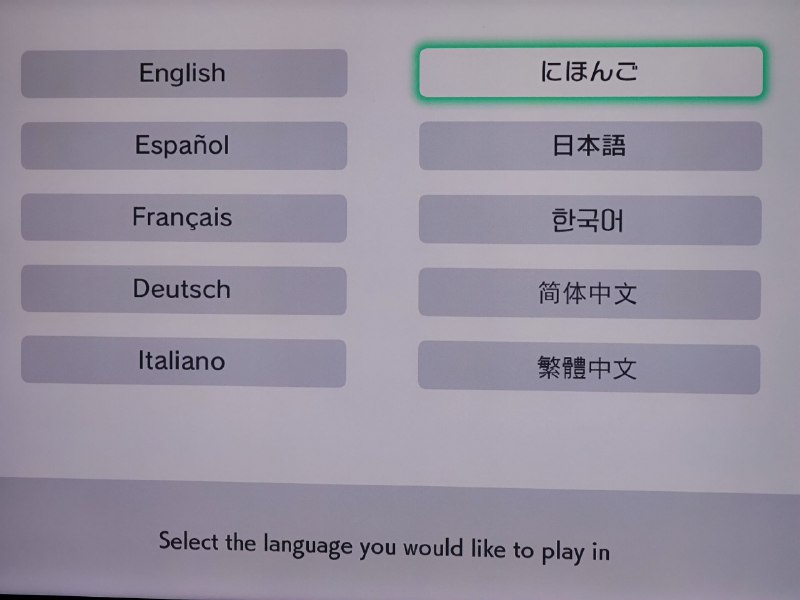 English
Español
Français
Deutsch
Italiano
にほんご
日本語
한국어
简体中文
繁體中文
Select the language you would like to play in